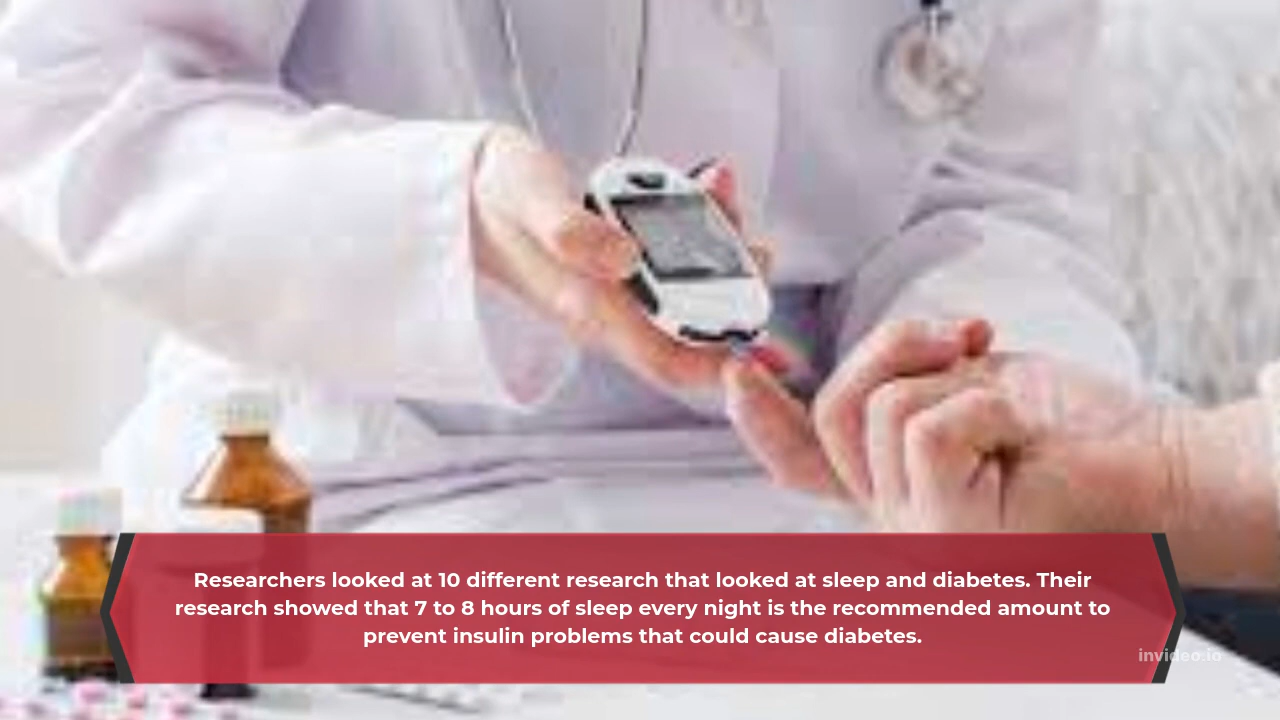 Researchers looked at 10 different research that looked at sleep and diabetes. Their
research showed that 7 to 8 hours of sleep every night is the recommended amount to
prevent insulin problems that could cause diabetes.
invideo.io